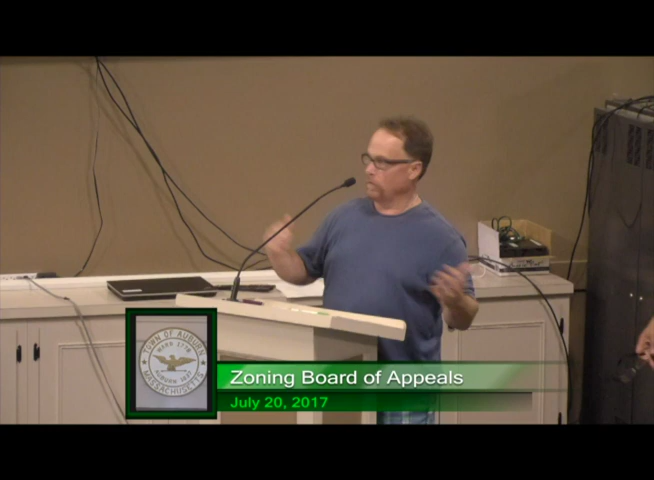 TOWN OF AUBURN
MASSACHUSETTS
Zoning Board of Appeals
July 20, 2017